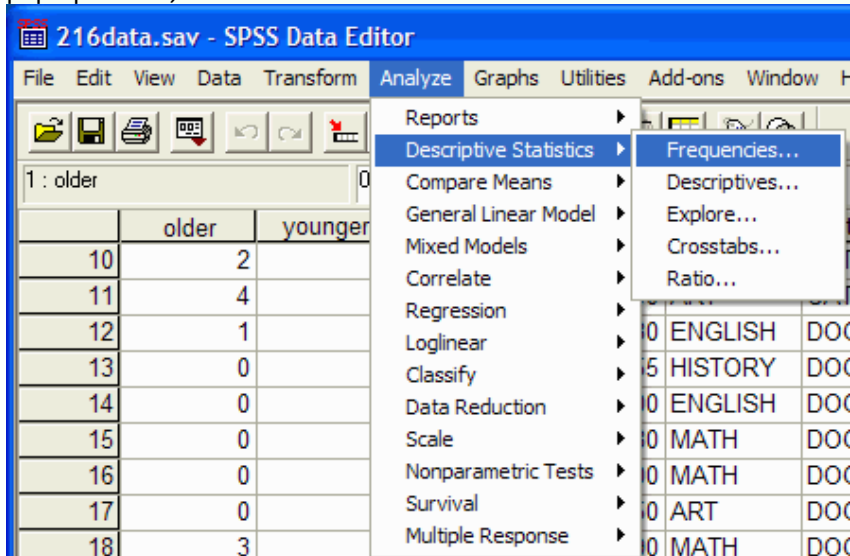 216data.sav - SPSS Data Editor
File Edit View Data Transform Analyze Graphs Utilities Add-ons Window
1 : older
older younger
10 2
11 4
12 1 ENGLISH
13 0 HISTORY
14 0 ENGLISH
15 0 MATH
16 0 MATH
17 0 ART
18 3 MATH
Reports
Descriptive Statistics
Compare Means
General Linear Model
Mixed Models
Correlate
Regression
Loglinear
Classify
Data Reduction
Scale
Nonparametric Tests
Survival
Multiple Response
Frequencies...
Descriptives...
Explore...
Crosstabs...
Ratio...